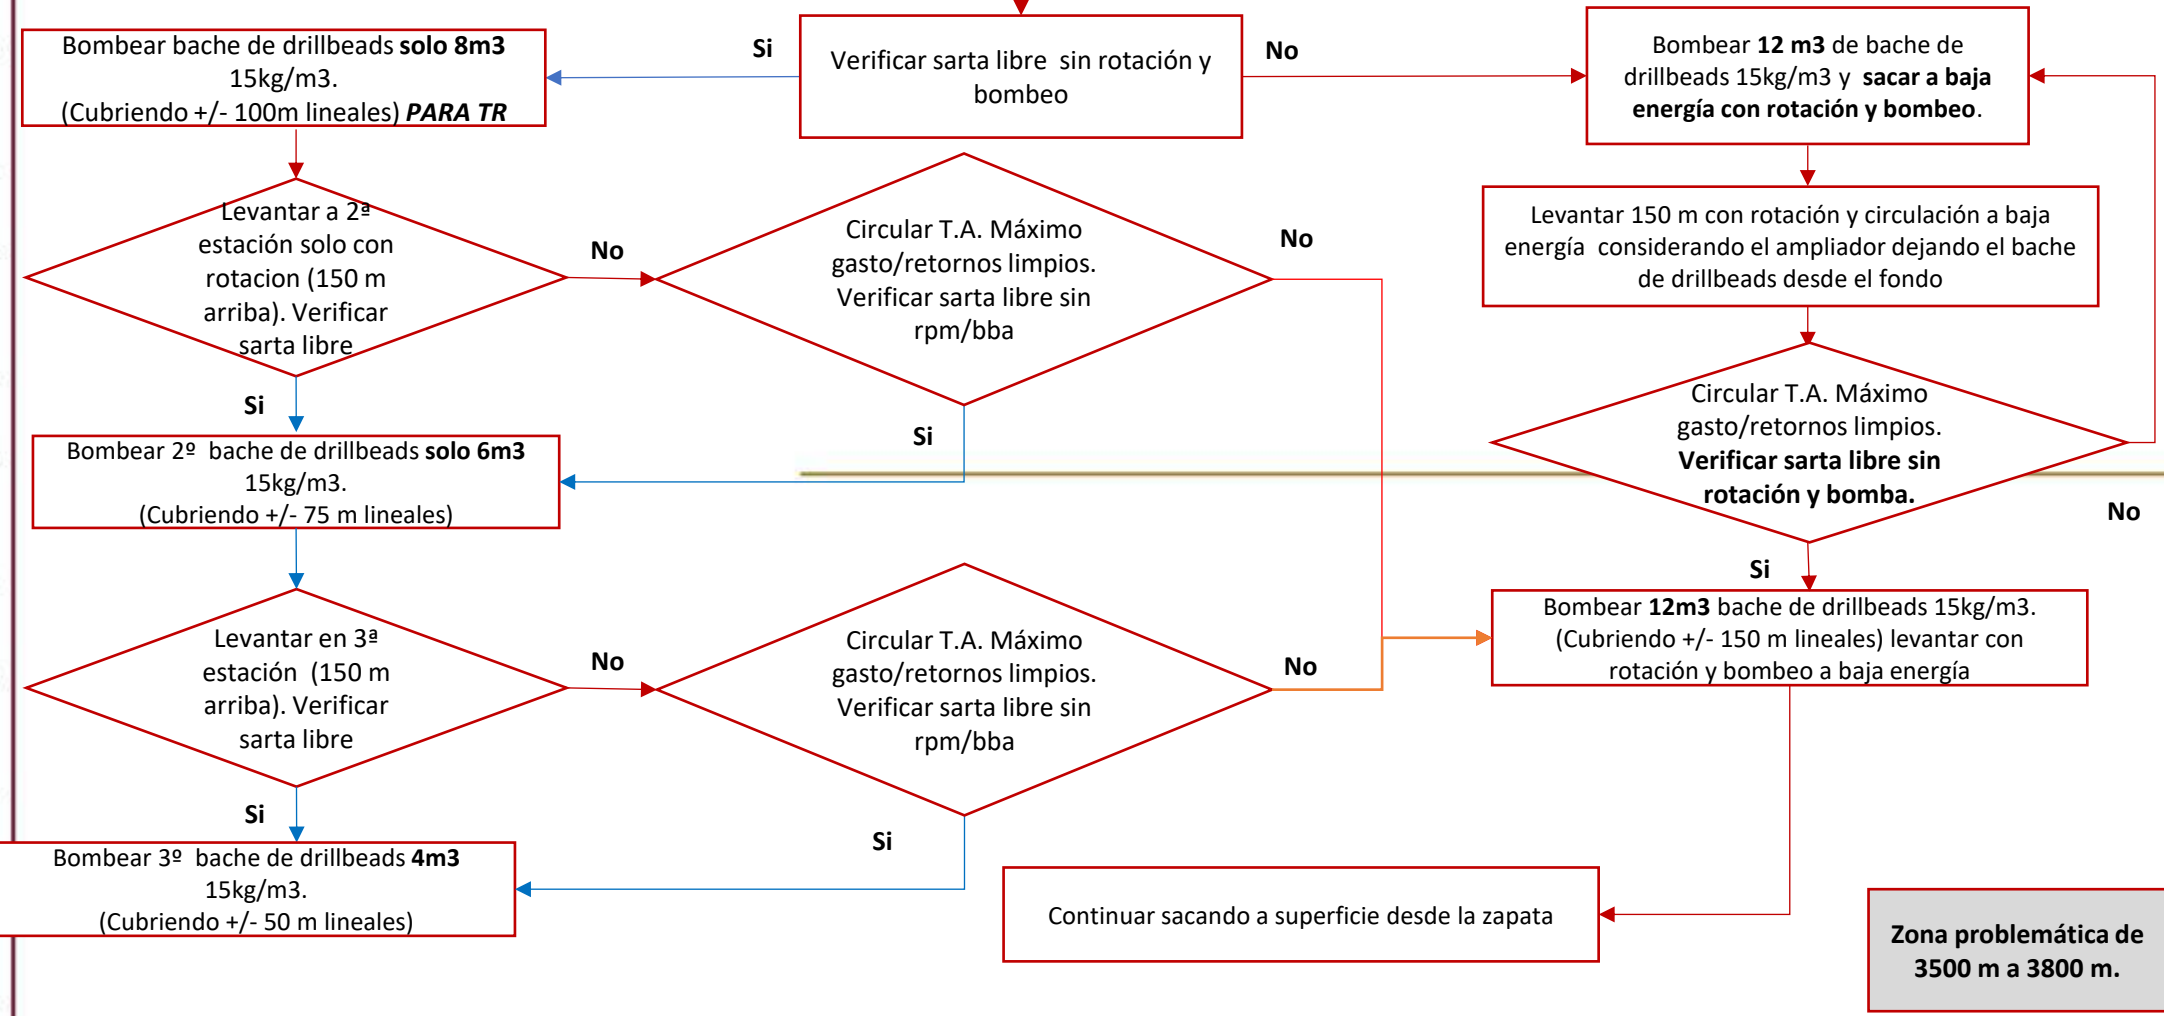 Bombear bache de drillbeads solo 8m3
15kg/m3.
(Cubriendo +/- 100m lineales) PARA TR
Si
Verificar sarta libre  sin rotación y
bombeo
No
Bombear 12 m3 de bache de
drillbeads 15kg/m3 y  sacar a baja
energía con rotación y bombeo.
Levantar a 2ª
estación solo con
rotacion (150 m
arriba). Verificar
sarta libre
No
Circular T.A. Máximo
gasto/retornos limpios.
Verificar sarta libre sin
rpm/bba
No
Levantar 150 m con rotación y circulación a baja
energía  considerando el ampliador dejando el bache
de drillbeads desde el fondo
Si
Si
Circular T.A. Máximo
gasto/retornos limpios.
Verificar sarta libre sin
rotación y bomba.
No
Bombear 2º  bache de drillbeads solo 6m3
15kg/m3.
(Cubriendo +/- 75 m lineales)
Si
Levantar en 3ª
estación  (150 m
arriba). Verificar
sarta libre
No
Circular T.A. Máximo
gasto/retornos limpios.
Verificar sarta libre sin
rpm/bba
No
Bombear 12m3 bache de drillbeads 15kg/m3.
(Cubriendo +/- 150 m lineales) levantar con
rotación y bombeo a baja energía
Si
Si
Bombear 3º  bache de drillbeads 4m3
15kg/m3.
(Cubriendo +/- 50 m lineales)
Continuar sacando a superficie desde la zapata
Zona problemática de
3500 m a 3800 m.